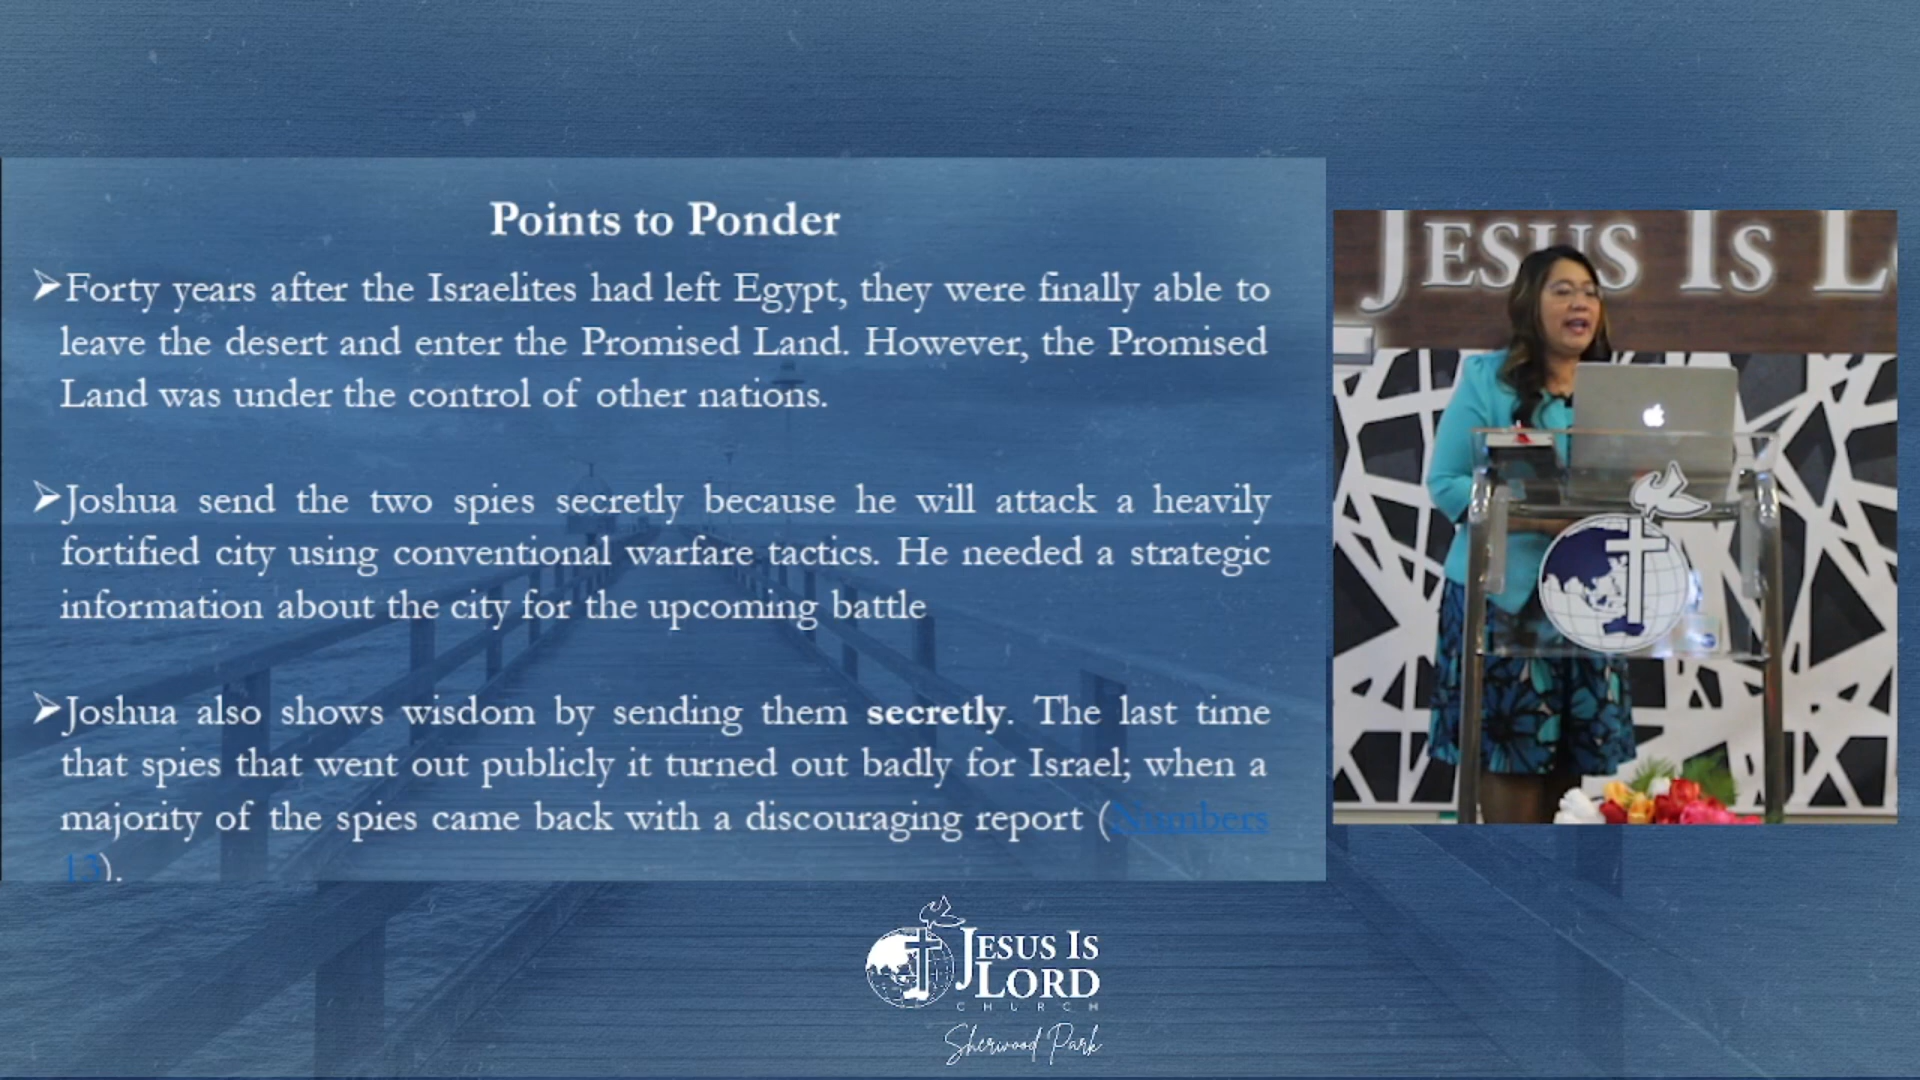 Points to Ponder
➢Forty years after the Israelites had left Egypt, they were finally able to
leave the desert and enter the Promised Land. However, the Promised
Land was under the control of other nations.
➢Joshua send the two spies secretly because he will attack a heavily
fortified city using conventional warfare tactics. He needed a strategic
information about the city for the upcoming battle
➢Joshua also shows wisdom by sending them secretly. The last time
that spies that went out publicly it turned out badly for Israel; when a
majority of the spies came back with a discouraging report (Numbers
13).
JESUS IS L
JESUS IS
LORD
CHURCH
Sherwood Park